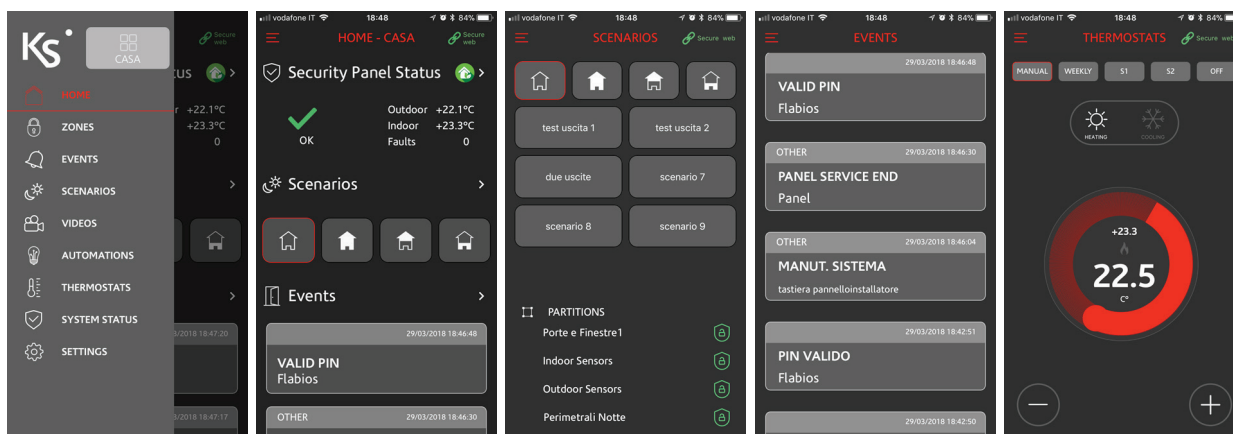 Ks
CASA
Secure
web
us
HOME
r +22.1°C
+23.3°C
0
ZONES
EVENTS
SCENARIOS
VIDEOS
AUTOMATIONS
THERMOSTATS
SYSTEM STATUS
SETTINGS
/2018 18:47:20
/2018 18:47:17
vodafone IT 18:48 84%
HOME - CASA
Secure
web
Security Panel Status
OK
Outdoor +22.1°C
Indoor +23.3°C
Faults 0
Scenarios
Events
29/03/2018 18:46:48
VALID PIN
Flabios
OTHER 29/03/2018 18:46:30
vodafone IT 18:48 84%
SCENARIOS
Secure web
test uscita 1
test uscita 2
due uscite
scenario 7
scenario 8
scenario 9
PARTITIONS
Porte e Finestre1
Indoor Sensors
Outdoor Sensors
Perimetrali Notte
vodafone IT 18:48 84%
EVENTS
29/03/2018 18:46:48
VALID PIN
Flabios
OTHER 29/03/2018 18:46:30
PANEL SERVICE END
Panel
OTHER 29/03/2018 18:46:04
MANUT. SISTEMA
tastiera pannelloinstallatore
29/03/2018 18:42:51
PIN VALIDO
Flabios
29/03/2018 18:42:50
vodafone IT 18:48 84%
THERMOSTATS
Secure web
MANUAL WEEKLY S1 S2 OFF
HEATING
COOLING
+23.3
22.5
C°